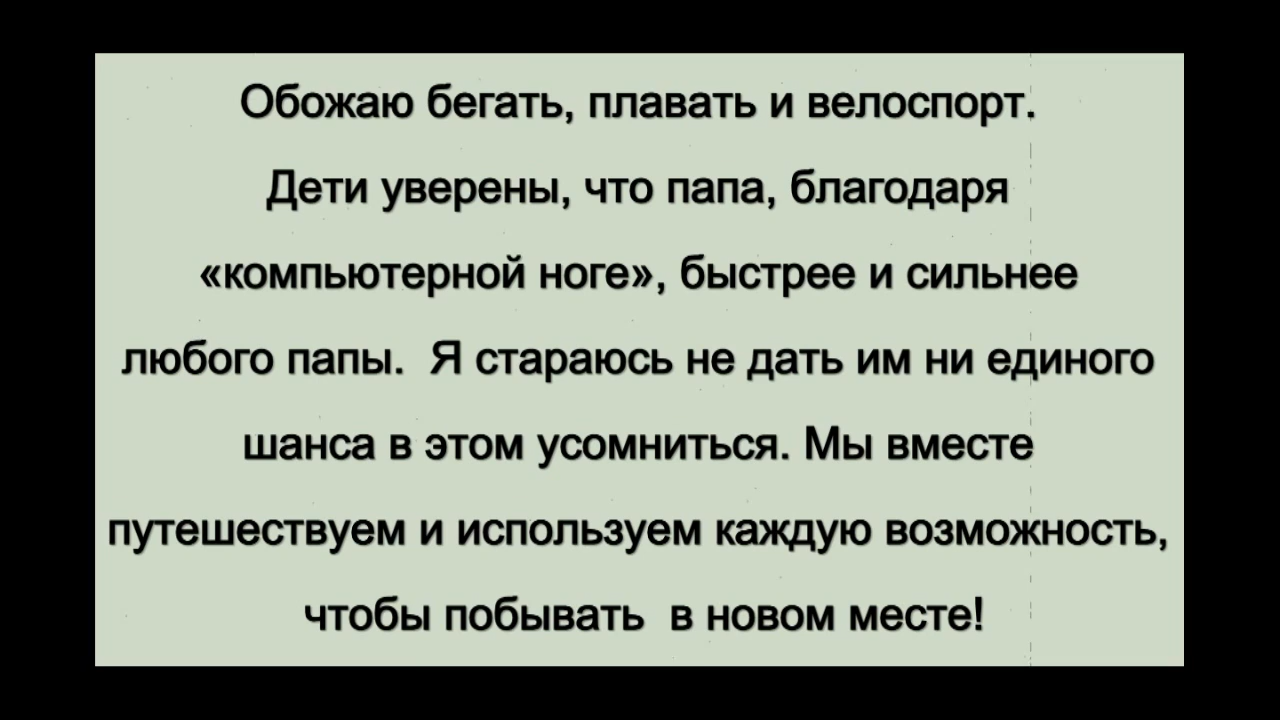 Обожаю бегать, плавать и велоспорт.
Дети уверены, что папа, благодаря
«компьютерной ноге», быстрее и сильнее
любого папы.  Я стараюсь не дать им ни единого
шанса в этом усомниться. Мы вместе
путешествуем и используем каждую возможность,
чтобы побывать  в новом месте!